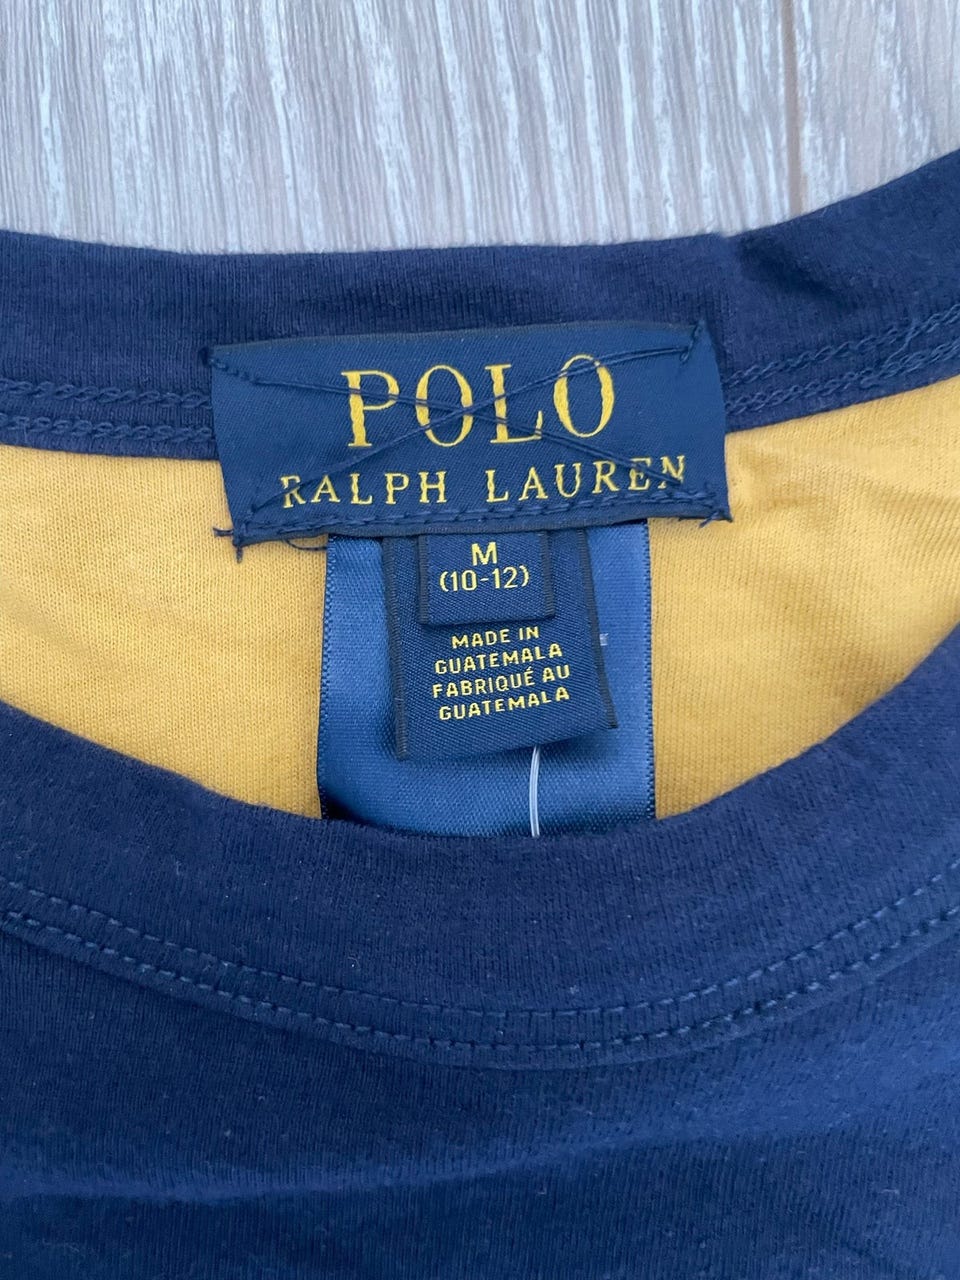 POLO
RALPH LAUREN
M
(10-12)
MADE IN
GUATEMALA
FABRIQUÉ AU
GUATEMALA